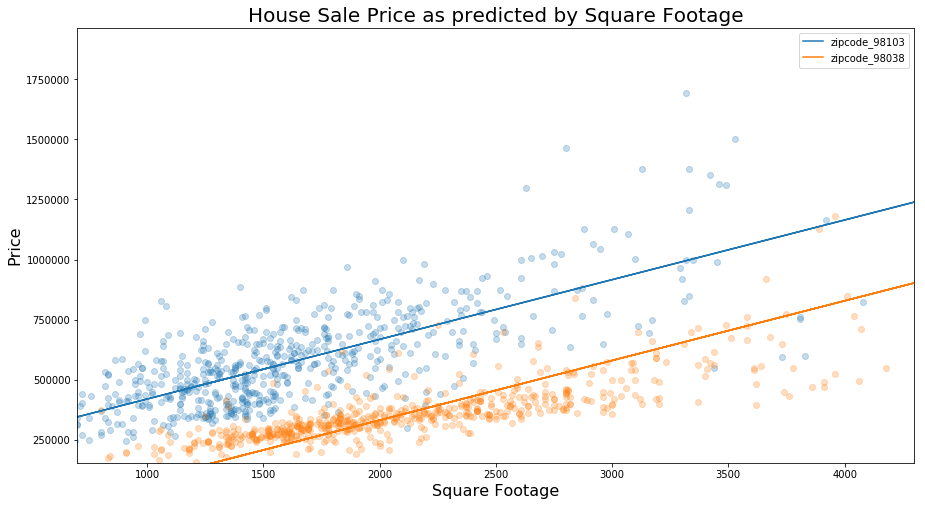 House Sale Price as predicted by Square Footage
zipcode_98103
zipcode_98038
1750000
1500000
1250000
1000000
750000
500000
250000
Price
1000 1500 2000 2500 3000 3500 4000
Square Footage